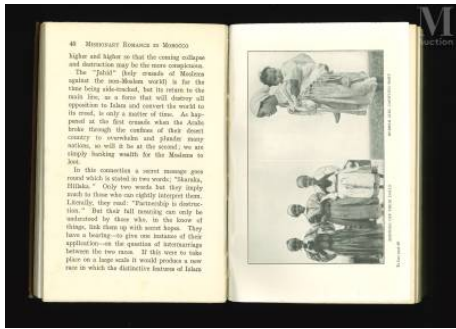 48 MISSIONARY ROMANCE IN MOROCCO
higher and higher so that the coming collapse
and destruction may be the more conspicuous.
The "Jahâd" (holy crusade of Moslems
against the non-Moslem world) is for the
time being side-tracked, but its return to the
main line, as a force that will destroy all
opposition to Islam and convert the world to
its creed, is only a matter of time. As hap-
pened at the first crusade when the Arabs
broke through the confines of their desert
country to overwhelm and plunder many
nations, so will it be at the second; we are
simply banking wealth for the Moslems to
loot.
In this connection a secret message goes
round which is stated in two words; "Sharaka,
Hillaka." Only two words but they imply
much to those who can rightly interpret them.
Literally, they read: "Partnership is destruc-
tion." But their full meaning can only be
understood by those who, in the know of
things, link them up with secret hopes. They
have a bearing—to give one instance of their
application—on the question of intermarriage
between the two races. If this were to take
place on a large scale it would produce a new
race in which the distinctive features of Islam
M
uction